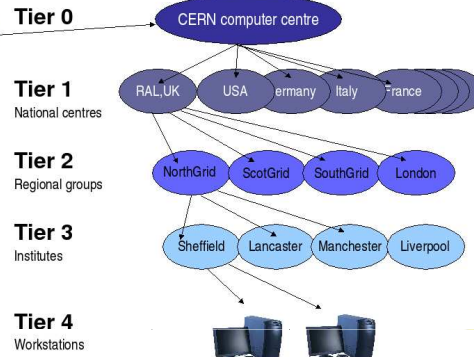 Tier 0
CERN computer centre
Tier 1
National centres
RAL,UK
USA
ermany
Italy
France
Tier 2
Regional groups
NorthGrid
ScotGrid
SouthGrid
London
Tier 3
Institutes
Sheffield
Lancaster
Manchester
Liverpool
Tier 4
Workstations